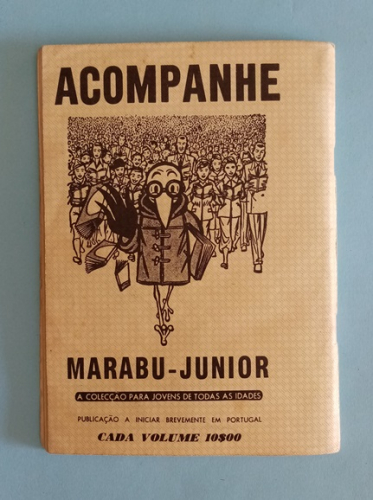 ACOMPANHE
MARABU-JUNIOR
A COLECÇÃO PARA JOVENS DE TODAS AS IDADES
PUBLICAÇÃO A INICIAR BREVEMENTE EM PORTUGAL
CADA VOLUME 10$00